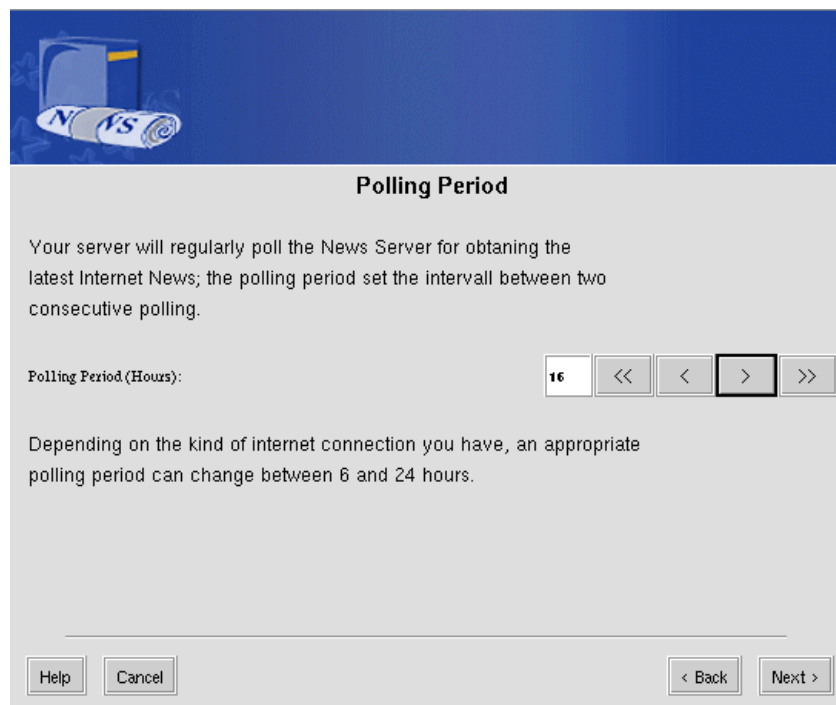 N WS
Polling Period
Your server will regularly poll the News Server for obtaning the
latest Internet News; the polling period set the intervall between two
consecutive polling.
Polling Period (Hours): 16 << < > >>
Depending on the kind of internet connection you have, an appropriate
polling period can change between 6 and 24 hours.
Help Cancel < Back Next >